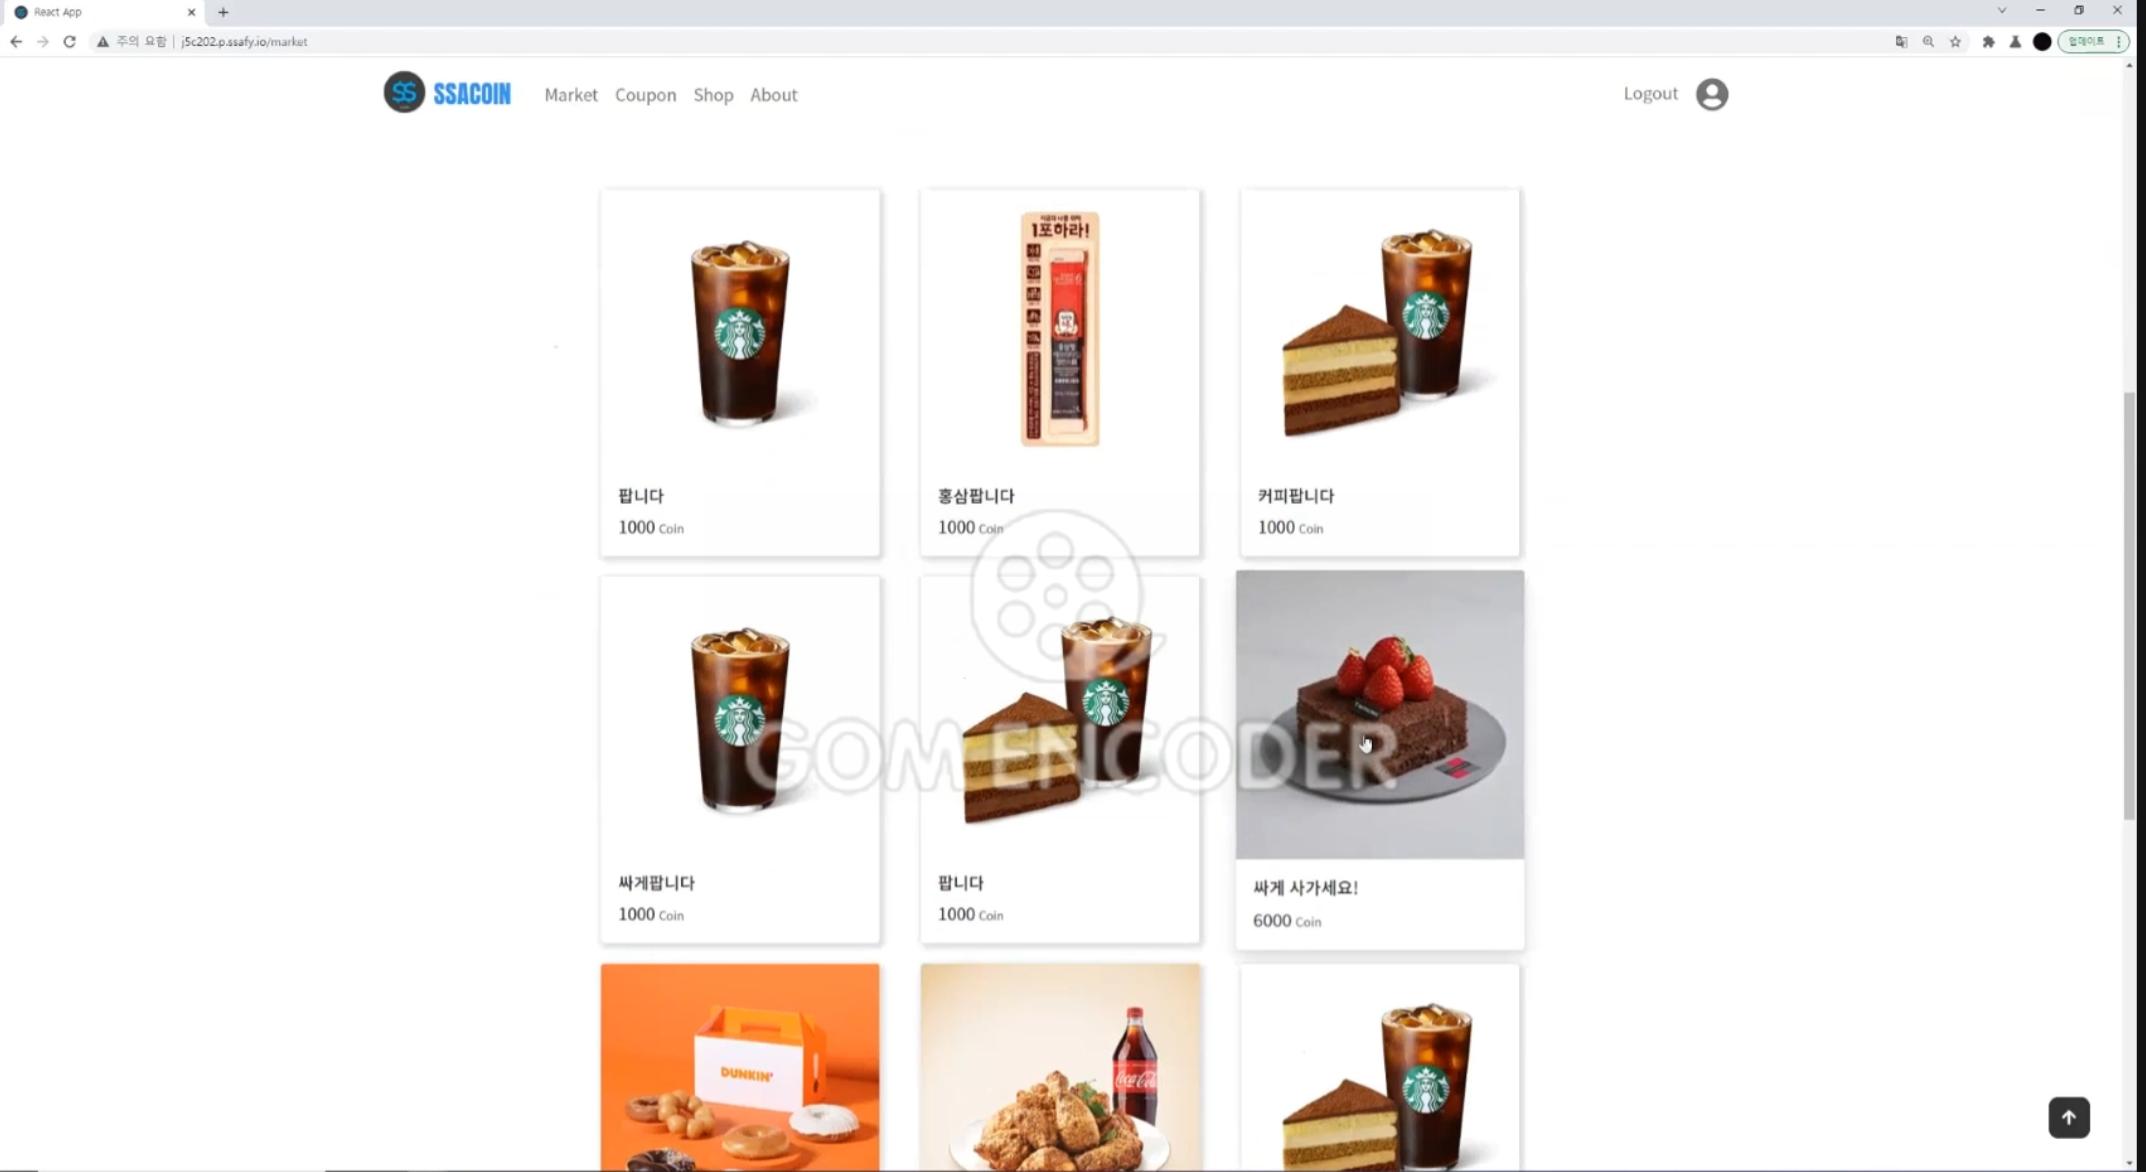 React App
주의 요함
j5c202.p.ssafy.io/market
업데이트
SS
SSACOIN
Market
Coupon
Shop
About
Logout
1포하라!
팝니다
1000 Coin
홍삼팝니다
1000 Coin
커피팝니다
1000 Coin
GOM ENCODER
싸게팝니다
1000 Coin
팝니다
1000 Coin
싸게 사가세요!
6000 Coin
DUNKIN'
Coca-Cola